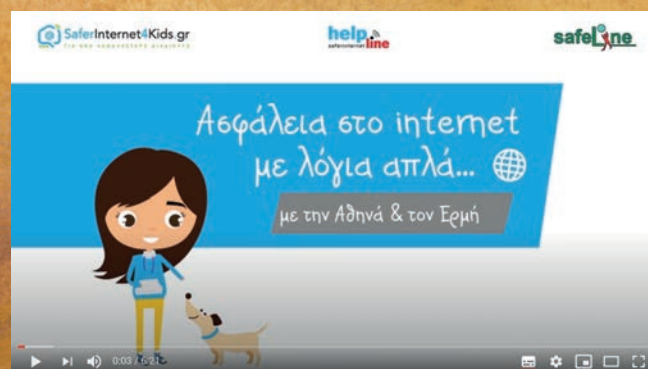 SaferInternet4Kids.gr
help line
saferinternet
safeLine
Ασφάλεια στο internet
με λόγια απλά...
με την Αθηνά & τον Ερμή
0:03 / 6:21